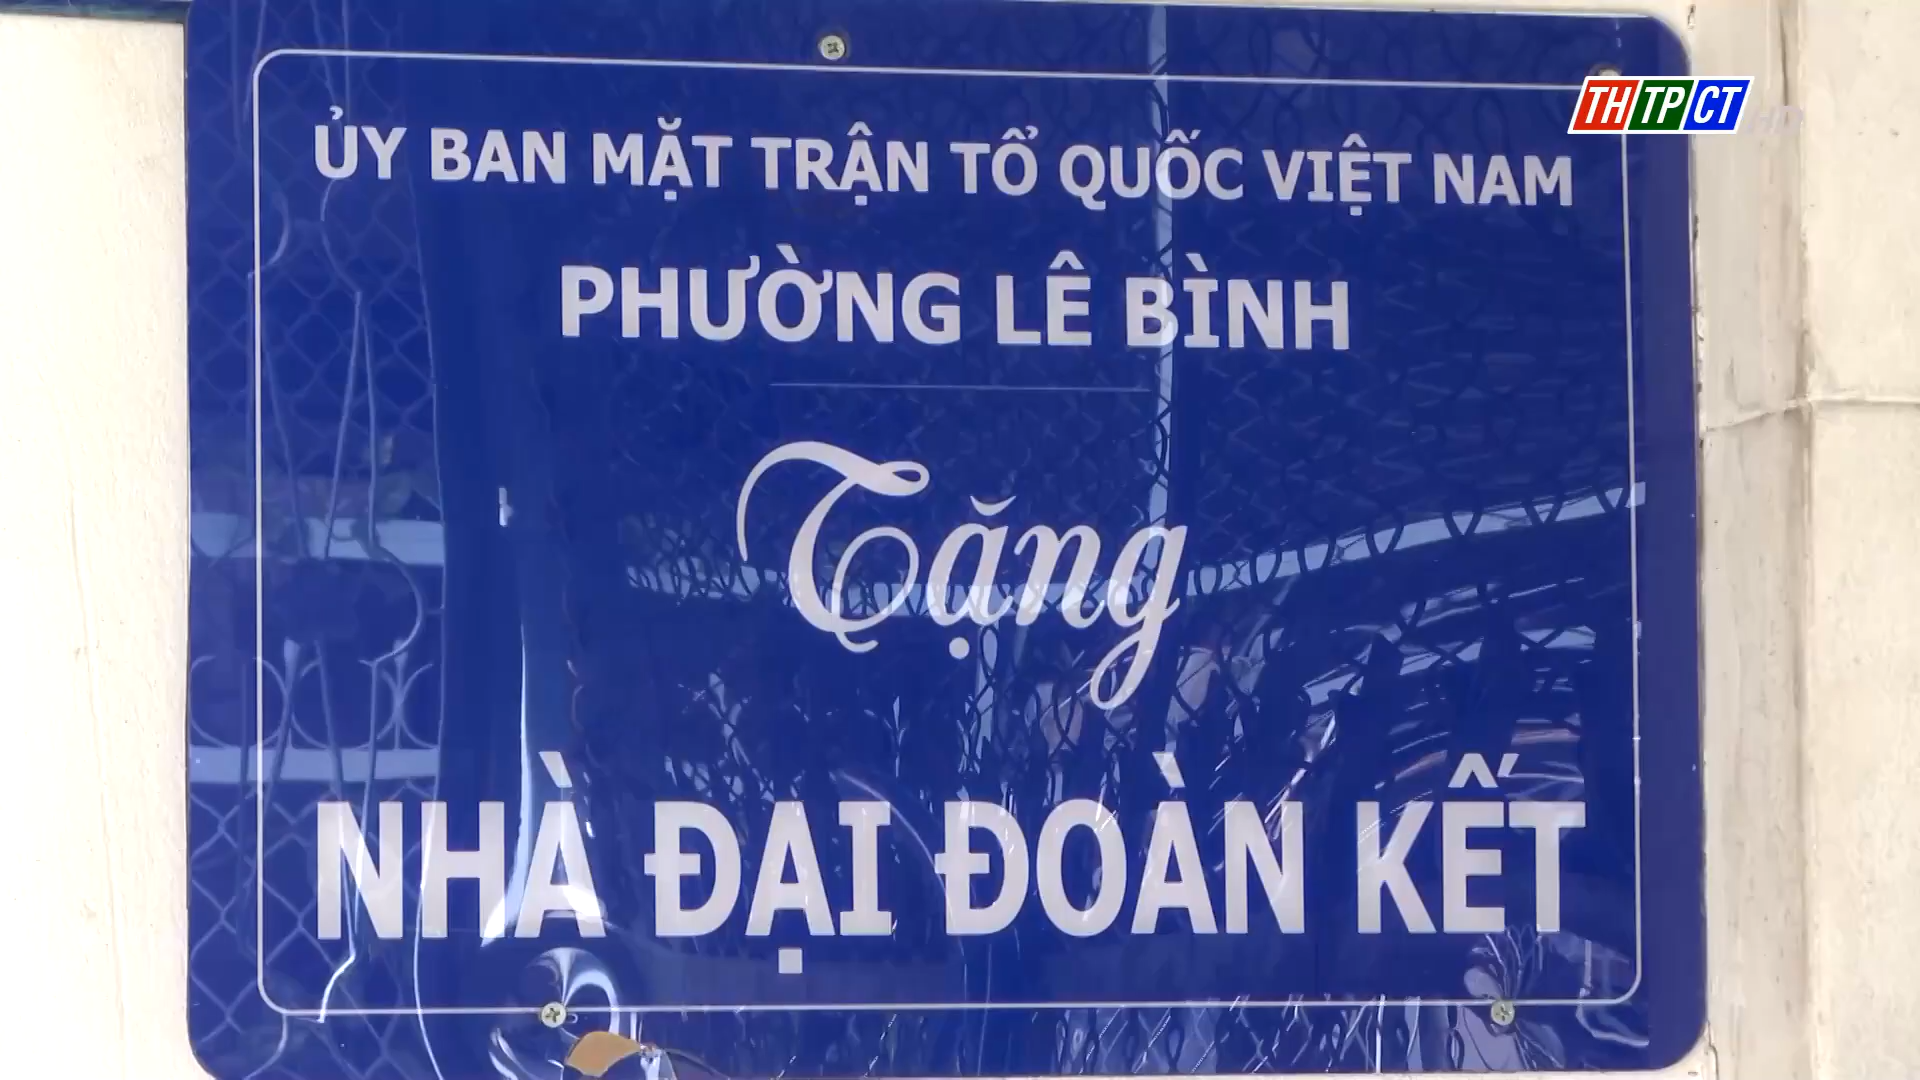 THTPCT HD
ỦY BAN MẶT TRẬN TỔ QUỐC VIỆT NAM
PHƯỜNG LÊ BÌNH
Tặng
NHÀ ĐẠI ĐOÀN KẾT